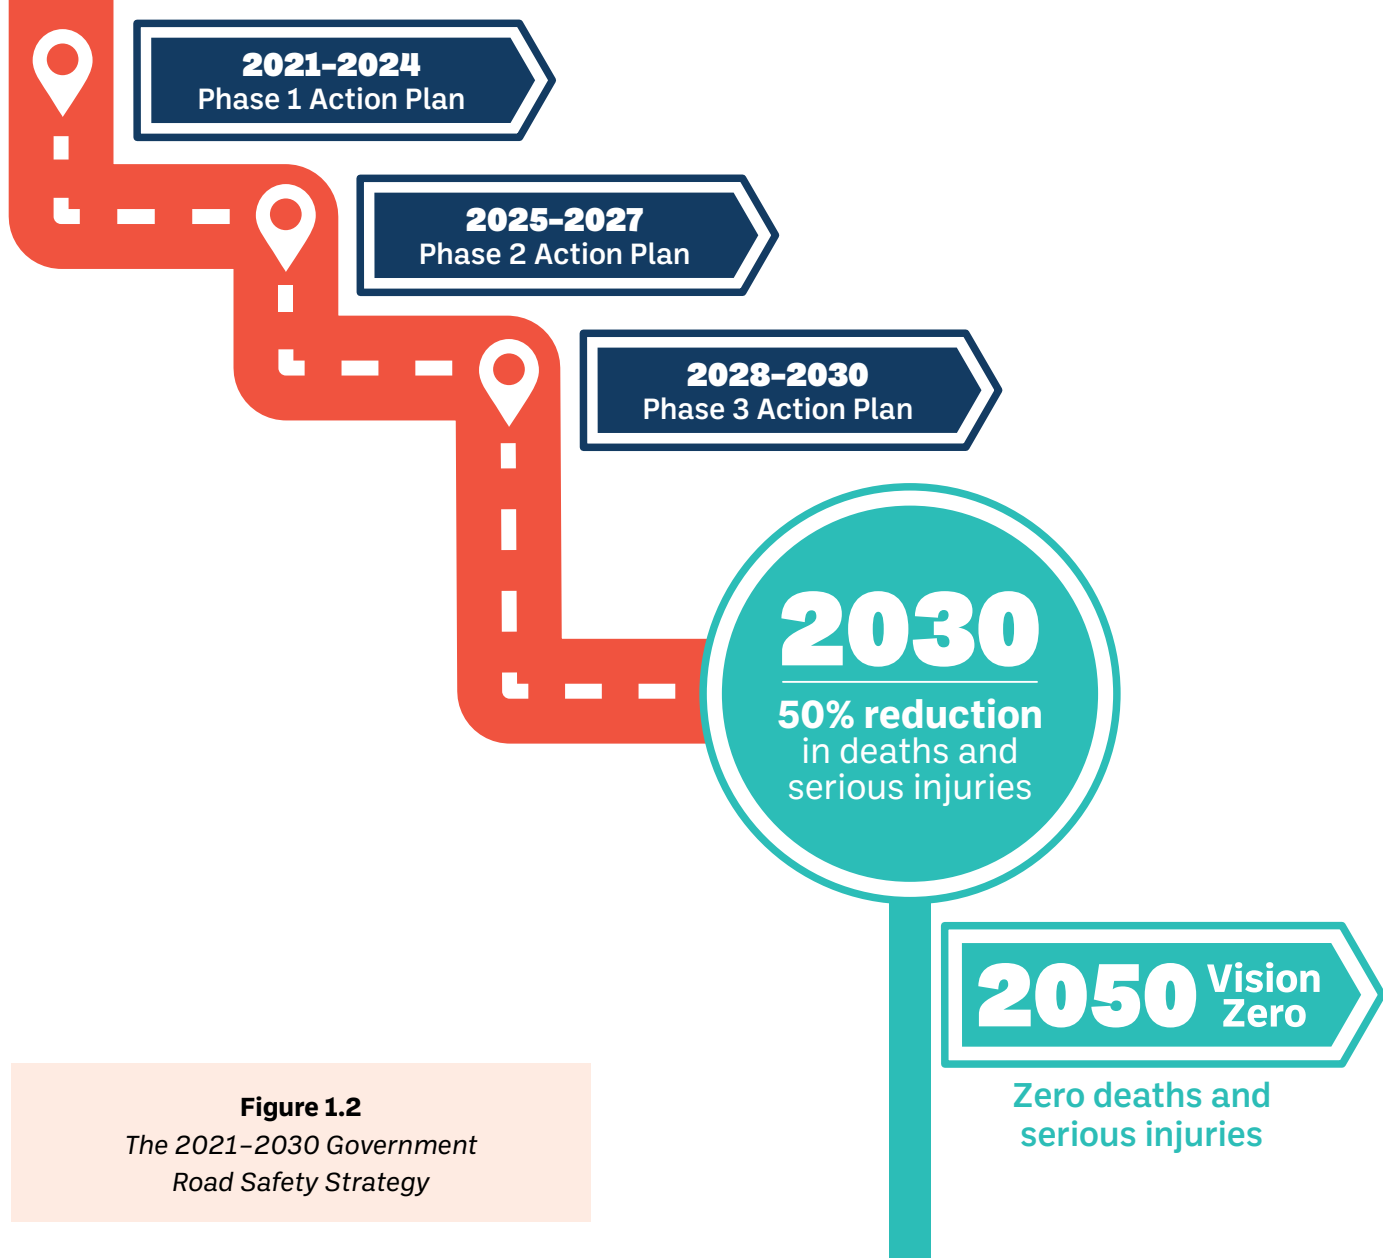 2021–2024
Phase 1 Action Plan
2025–2027
Phase 2 Action Plan
2028–2030
Phase 3 Action Plan
2030
50% reduction
in deaths and
serious injuries
2050 Vision
Zero
Zero deaths and
serious injuries
Figure 1.2
The 2021–2030 Government
Road Safety Strategy